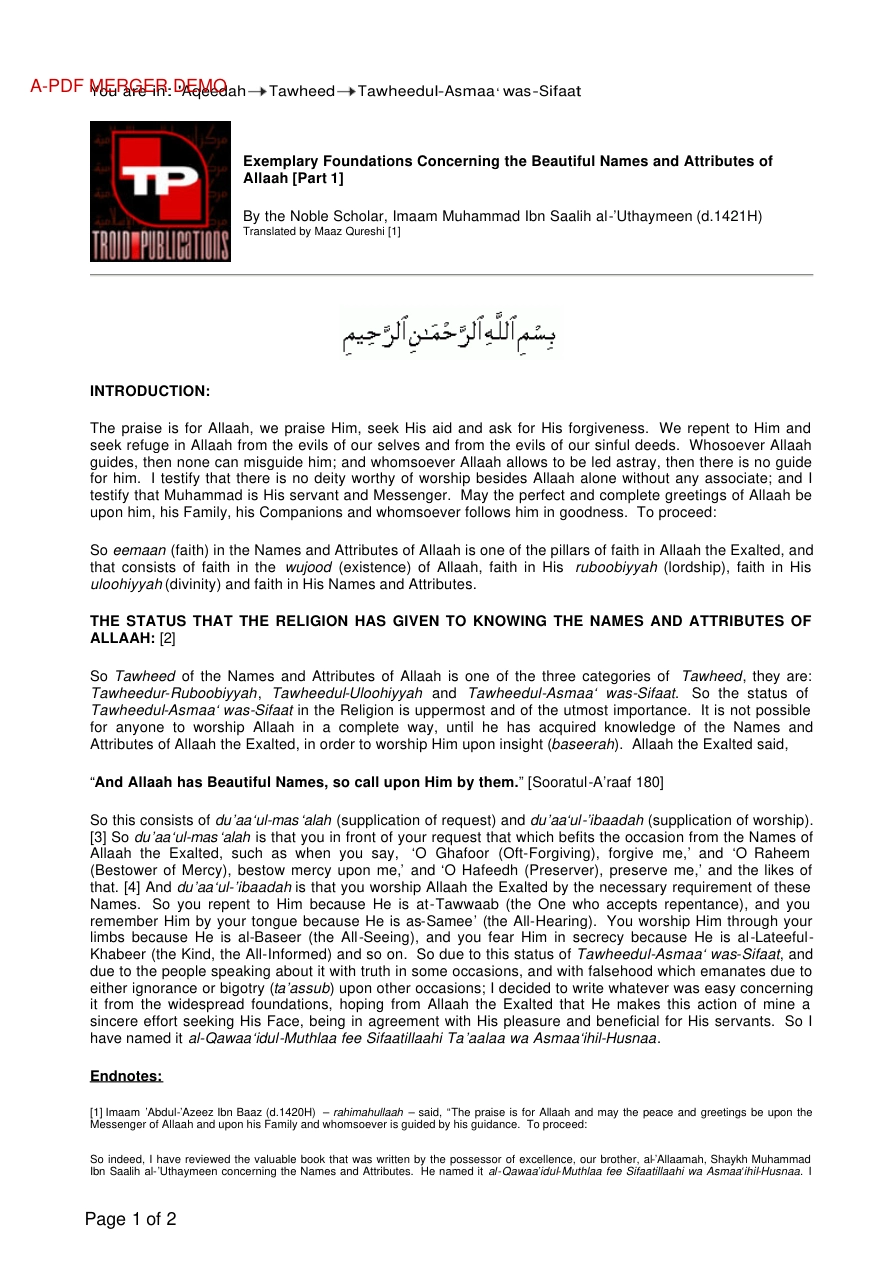 A-PDF MERGER DEMO
You are in: 'Aqeedah → Tawheed → Tawheedul-Asmaa‘ was-Sifaat
TP
TROID PUBLICATIONS
Exemplary Foundations Concerning the Beautiful Names and Attributes of
Allaah [Part 1]
By the Noble Scholar, Imaam Muhammad Ibn Saalih al-’Uthaymeen (d.1421H)
Translated by Maaz Qureshi [1]
بِسْمِ ٱللَّهِ ٱلرَّحْمَـٰنِ ٱلرَّحِيمِ
INTRODUCTION:
The praise is for Allaah, we praise Him, seek His aid and ask for His forgiveness. We repent to Him and
seek refuge in Allaah from the evils of our selves and from the evils of our sinful deeds. Whosoever Allaah
guides, then none can misguide him; and whomsoever Allaah allows to be led astray, then there is no guide
for him. I testify that there is no deity worthy of worship besides Allaah alone without any associate; and I
testify that Muhammad is His servant and Messenger. May the perfect and complete greetings of Allaah be
upon him, his Family, his Companions and whomsoever follows him in goodness. To proceed:
So eemaan (faith) in the Names and Attributes of Allaah is one of the pillars of faith in Allaah the Exalted, and
that consists of faith in the wujood (existence) of Allaah, faith in His ruboobiyyah (lordship), faith in His
uloohiyyah (divinity) and faith in His Names and Attributes.
THE STATUS THAT THE RELIGION HAS GIVEN TO KNOWING THE NAMES AND ATTRIBUTES OF
ALLAAH: [2]
So Tawheed of the Names and Attributes of Allaah is one of the three categories of Tawheed, they are:
Tawheedur-Ruboobiyyah, Tawheedul-Uloohiyyah and Tawheedul-Asmaa‘ was-Sifaat. So the status of
Tawheedul-Asmaa‘ was-Sifaat in the Religion is uppermost and of the utmost importance. It is not possible
for anyone to worship Allaah in a complete way, until he has acquired knowledge of the Names and
Attributes of Allaah the Exalted, in order to worship Him upon insight (baseerah). Allaah the Exalted said,
“And Allaah has Beautiful Names, so call upon Him by them.” [Sooratul-A’raaf 180]
So this consists of du’aa‘ul-mas‘alah (supplication of request) and du’aa‘ul-’ibaadah (supplication of worship).
[3] So du’aa‘ul-mas‘alah is that you in front of your request that which befits the occasion from the Names of
Allaah the Exalted, such as when you say, ‘O Ghafoor (Oft-Forgiving), forgive me,’ and ‘O Raheem
(Bestower of Mercy), bestow mercy upon me,’ and ‘O Hafeedh (Preserver), preserve me,’ and the likes of
that. [4] And du’aa‘ul-’ibaadah is that you worship Allaah the Exalted by the necessary requirement of these
Names. So you repent to Him because He is at-Tawwaab (the One who accepts repentance), and you
remember Him by your tongue because He is as-Samee’ (the All-Hearing). You worship Him through your
limbs because He is al-Baseer (the All-Seeing), and you fear Him in secrecy because He is al-Lateeful-
Khabeer (the Kind, the All-Informed) and so on. So due to this status of Tawheedul-Asmaa‘ was-Sifaat, and
due to the people speaking about it with truth in some occasions, and with falsehood which emanates due to
either ignorance or bigotry (ta’assub) upon other occasions; I decided to write whatever was easy concerning
it from the widespread foundations, hoping from Allaah the Exalted that He makes this action of mine a
sincere effort seeking His Face, being in agreement with His pleasure and beneficial for His servants. So I
have named it al-Qawaa‘idul-Muthlaa fee Sifaatillaahi Ta’aalaa wa Asmaa‘ihil-Husnaa.
Endnotes:
[1] Imaam ’Abdul-’Azeez Ibn Baaz (d.1420H) – rahimahullaah – said, “The praise is for Allaah and may the peace and greetings be upon the
Messenger of Allaah and upon his Family and whomsoever is guided by his guidance. To proceed:
So indeed, I have reviewed the valuable book that was written by the possessor of excellence, our brother, al-’Allaamah, Shaykh Muhammad
Ibn Saalih al-’Uthaymeen concerning the Names and Attributes. He named it al-Qawaa‘idul-Muthlaa fee Sifaatillaahi wa Asmaa‘ihil-Husnaa. I
Page 1 of 2